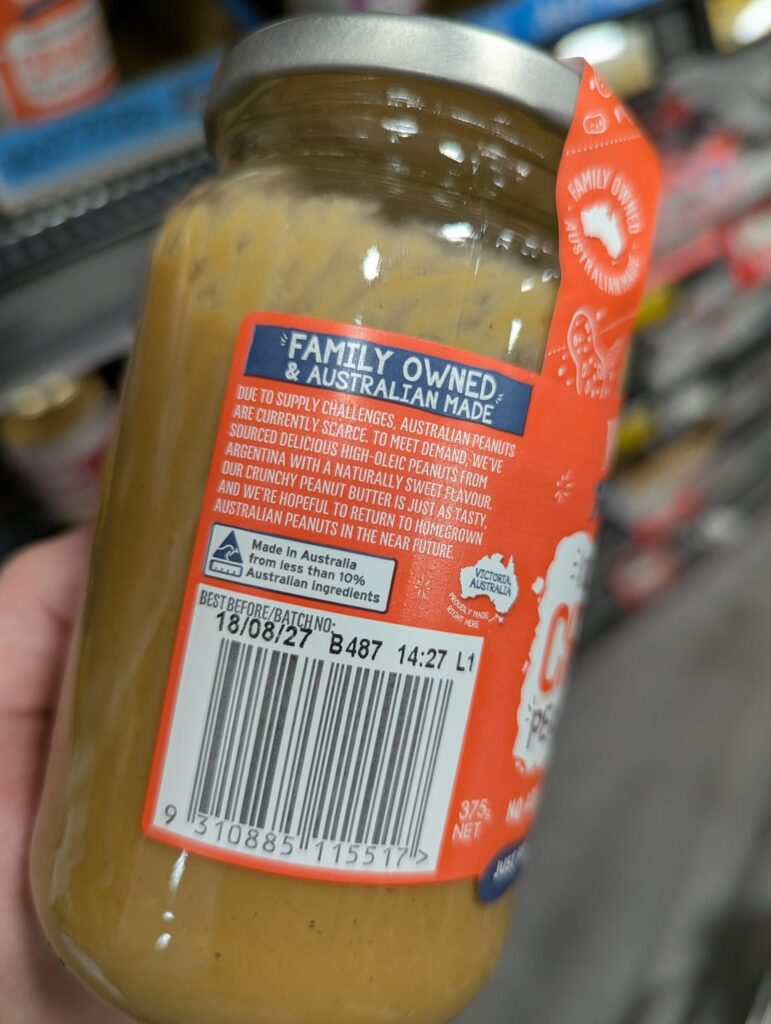 FAMILY OWNED
AUSTRALIAN MADE
FAMILY OWNED
& AUSTRALIAN MADE
DUE TO SUPPLY CHALLENGES, AUSTRALIAN PEANUTS
ARE CURRENTLY SCARCE. TO MEET DEMAND, WE'VE
SOURCED DELICIOUS HIGH-OLEIC PEANUTS FROM
ARGENTINA WITH A NATURALLY SWEET FLAVOUR.
OUR CRUNCHY PEANUT BUTTER IS JUST AS TASTY,
AND WE'RE HOPEFUL TO RETURN TO HOMEGROWN
AUSTRALIAN PEANUTS IN THE NEAR FUTURE.
Made in Australia
from less than 10%
Australian ingredients
VICTORIA,
AUSTRALIA
PROUDLY MADE
RIGHT HERE
BEST BEFORE/BATCH NO:
18/08/27 B487 14:27 L1
9 310885 115517 >
375g
NET